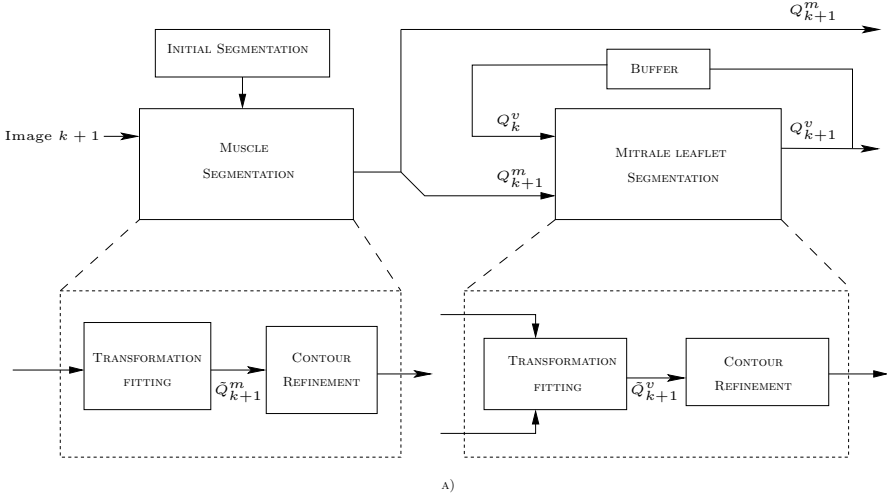 Q^m_{k+1}
Initial Segmentation
Buffer
Image k + 1
Muscle
Segmentation
Q^v_k
Q^m_{k+1}
Mitrale leaflet
Segmentation
Q^v_{k+1}
Transformation
fitting
Q̃^m_{k+1}
Contour
Refinement
Transformation
fitting
Q̃^v_{k+1}
Contour
Refinement
a)